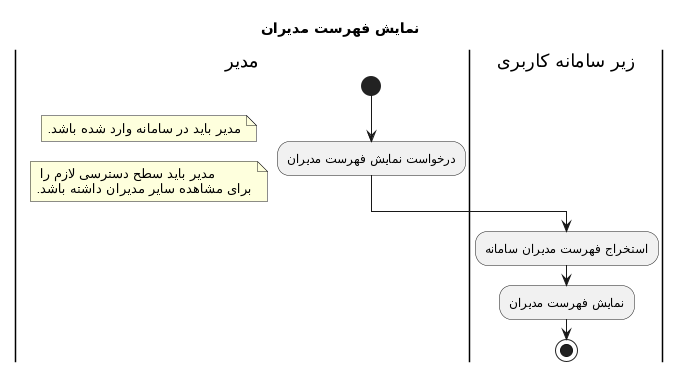 نمایش فهرست مدیران
مدیر
زیر سامانه کاربری
مدیر باید در سامانه وارد شده باشد.
درخواست نمایش فهرست مدیران
مدیر باید سطح دسترسی لازم را
برای مشاهده سایر مدیران داشته باشد.
استخراج فهرست مدیران سامانه
نمایش فهرست مدیران